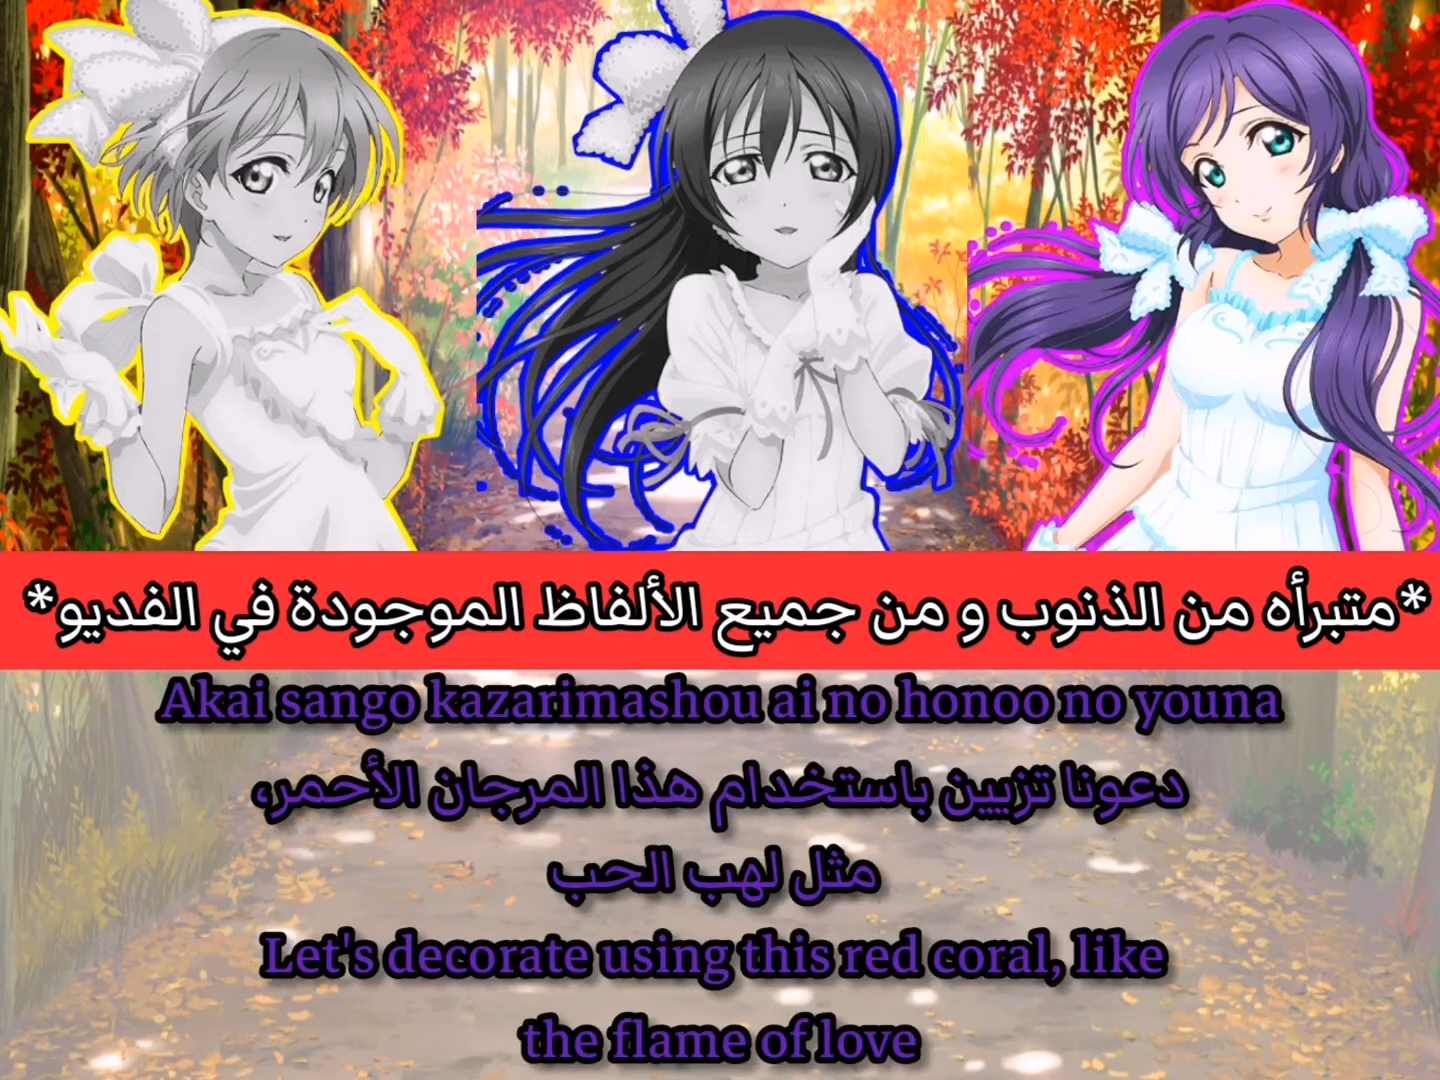 *متبرأه من الذنوب و من جميع الألفاظ الموجودة في الفديو*
Akai sango kazarimashou ai no honoo no youna
دعونا تزيين باستخدام هذا المرجان الأحمر،
مثل لهب الحب
Let's decorate using this red coral, like
the flame of love